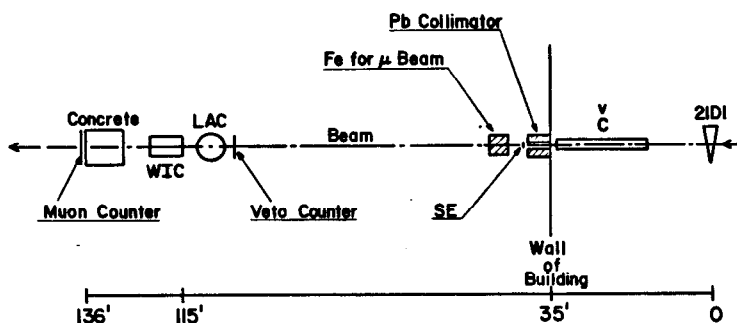 Pb Collimator
Fe for μ Beam
Concrete
LAC
v
C
21D1
Beam
WIC
Muon Counter
Veto Counter
SE
Wall
of
Building
136'
115'
35'
0